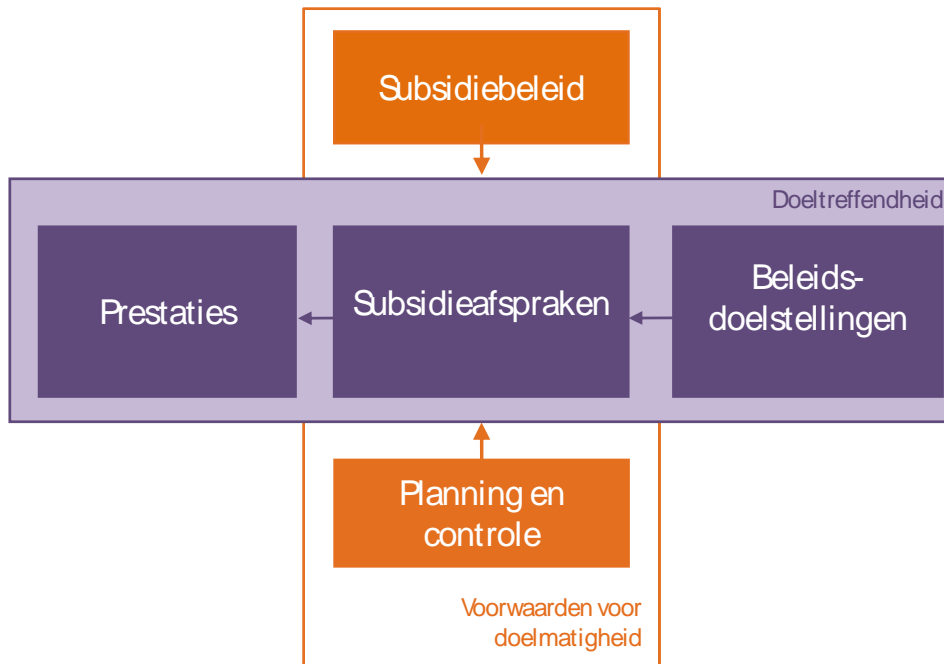 Subsidiebeleid
Doeltreffendheid
Prestaties
Subsidieafspraken
Beleids-
doelstellingen
Planning en
controle
Voorwaarden voor
doelmatigheid